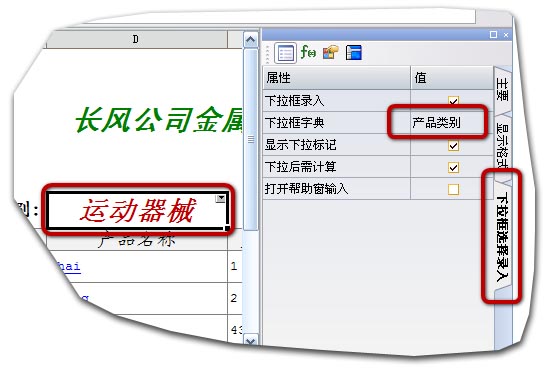 D
长风公司金属
别：
运动器械
产品名称
hai
1
g
2
43
f(x)
属性 值
下拉框录入
下拉框字典 产品类别
显示下拉标记
下拉后需计算
打开帮助窗输入
主要
显示格式
下拉框选择录入